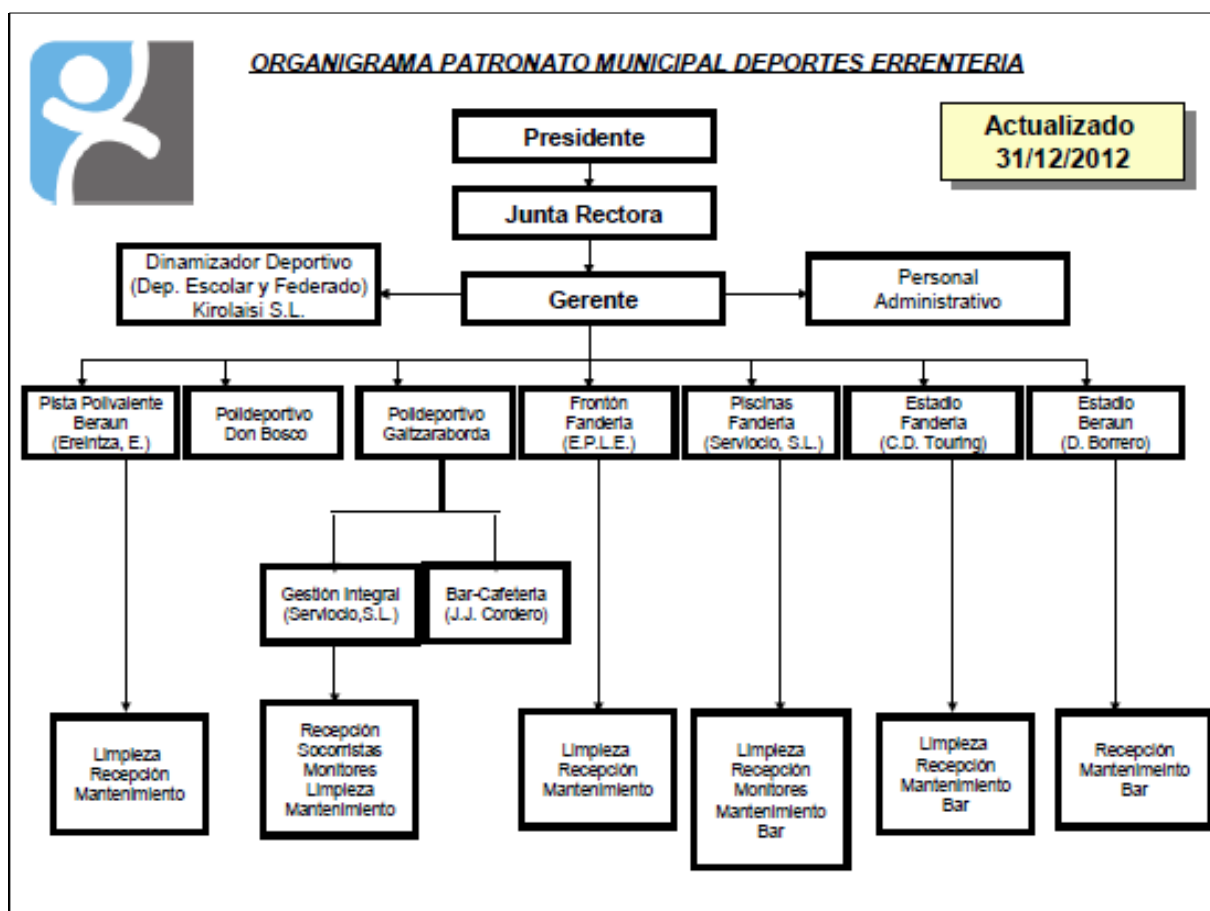 ORGANIGRAMA PATRONATO MUNICIPAL DEPORTES ERRENTERIA
Actualizado
31/12/2012
Presidente
Junta Rectora
Dinamizador Deportivo
(Dep. Escolar y Federado)
Kirolaisi S.L.
Gerente
Personal
Administrativo
Pista Polivalente
Beraun
(Ereintza, E.)
Polideportivo
Don Bosco
Polideportivo
Galtzaraborda
Frontón
Fandería
(E.P.L.E.)
Piscinas
Fandería
(Serviocio, S.L.)
Estadio
Fandería
(C.D. Touring)
Estadio
Beraun
(D. Borrero)
Gestión Integral
(Serviocio,S.L.)
Bar-Cafetería
(J.J. Cordero)
Limpieza
Recepción
Mantenimiento
Recepción
Socorristas
Monitores
Limpieza
Mantenimiento
Limpieza
Recepción
Mantenimiento
Limpieza
Recepción
Monitores
Mantenimiento
Bar
Limpieza
Recepción
Mantenimiento
Bar
Recepción
Mantenimeinto
Bar